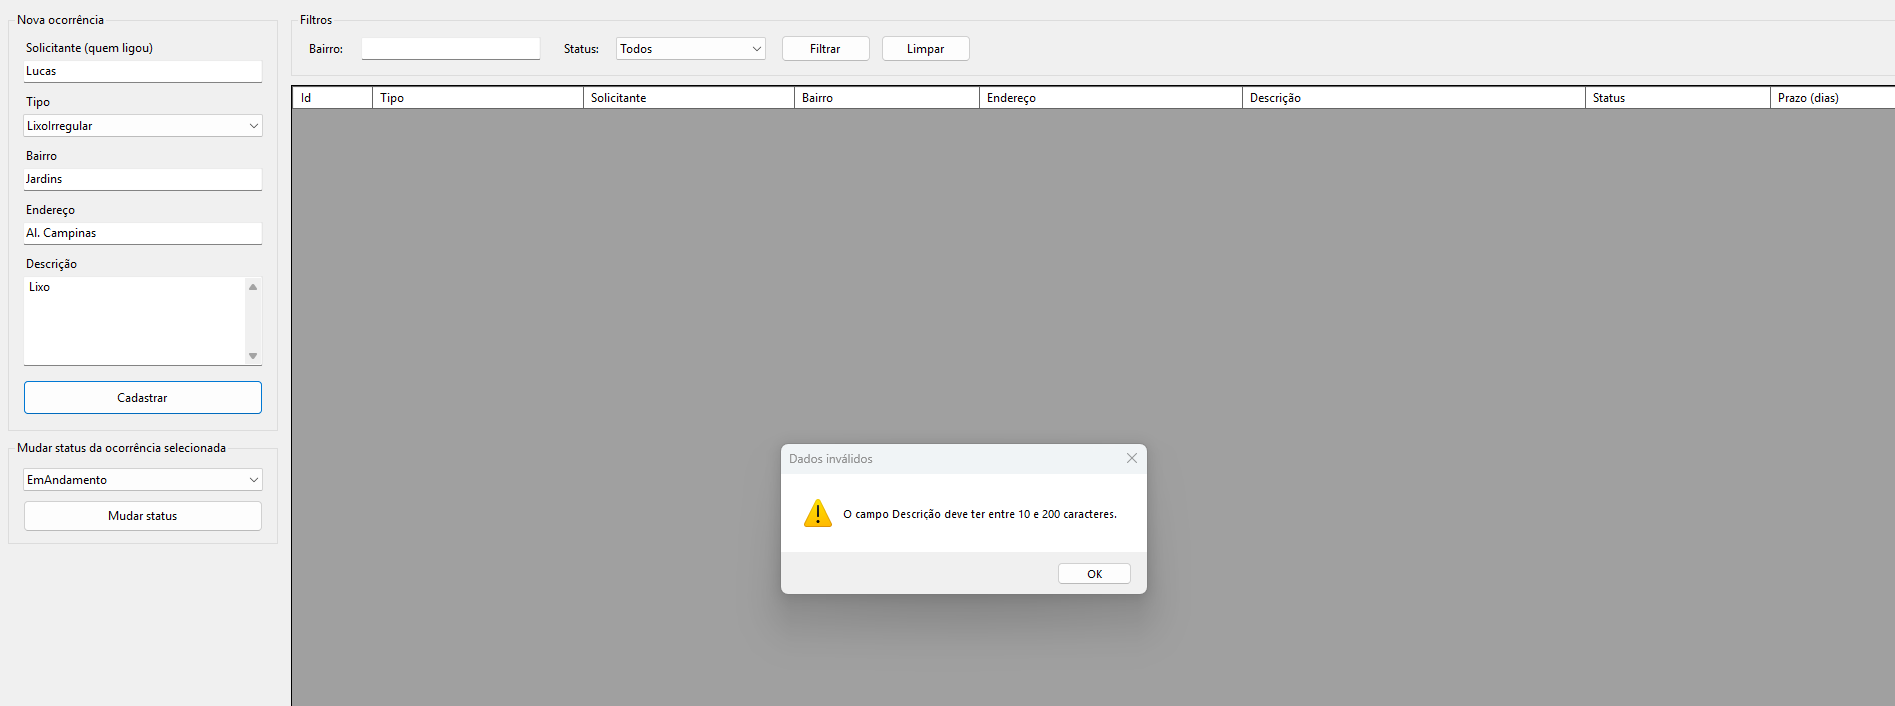 Nova ocorrência
Solicitante (quem ligou)
Lucas
Tipo
LixoIrregular
Bairro
Jardins
Endereço
Al. Campinas
Descrição
Lixo
Cadastrar
Mudar status da ocorrência selecionada
EmAndamento
Mudar status
Filtros
Bairro: Status: Todos Filtrar Limpar
Id Tipo Solicitante Bairro Endereço Descrição Status Prazo (dias)
Dados inválidos
O campo Descrição deve ter entre 10 e 200 caracteres.
OK